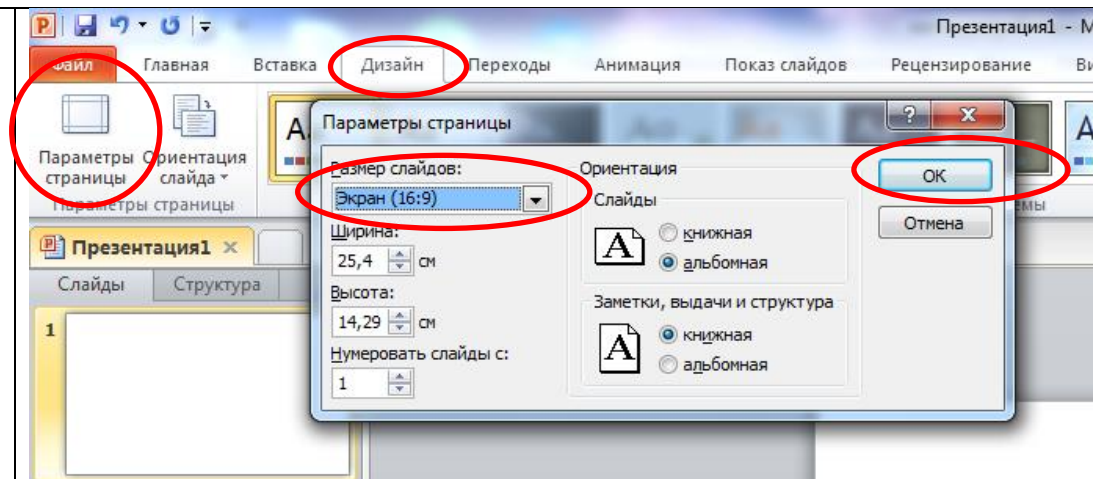 Презентация1 - М
Файл Главная Вставка Дизайн Переходы Анимация Показ слайдов Рецензирование Ви
Параметры страницы
Ориентация слайда
Параметры страницы
Параметры страницы
Размер слайдов:
Экран (16:9)
Ширина:
25,4 см
Высота:
14,29 см
Нумеровать слайды с:
1
Ориентация
Слайды
А
книжная
альбомная
Заметки, выдачи и структура
А
книжная
альбомная
ОК
Отмена
Презентация1
Слайды Структура
1